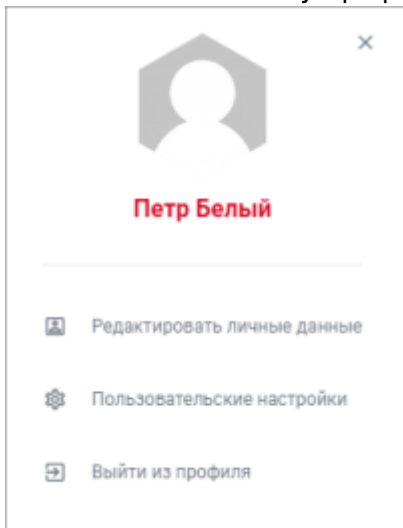 Петр Белый
Редактировать личные данные
Пользовательские настройки
Выйти из профиля